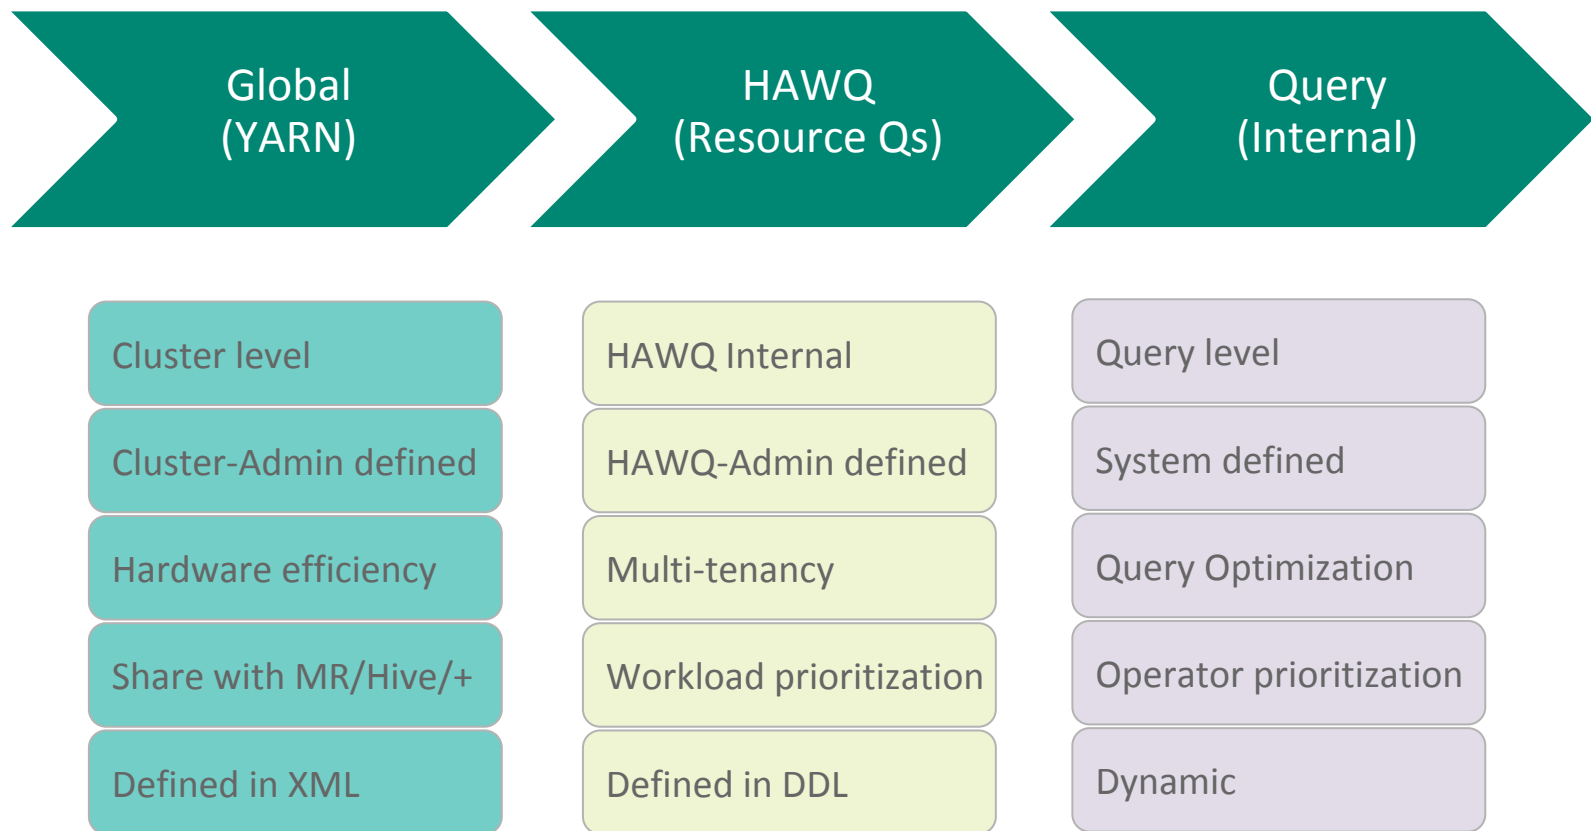 Global
(YARN)
HAWQ
(Resource Qs)
Query
(Internal)
Cluster level
Cluster-Admin defined
Hardware efficiency
Share with MR/Hive/+
Defined in XML
HAWQ Internal
HAWQ-Admin defined
Multi-tenancy
Workload prioritization
Defined in DDL
Query level
System defined
Query Optimization
Operator prioritization
Dynamic